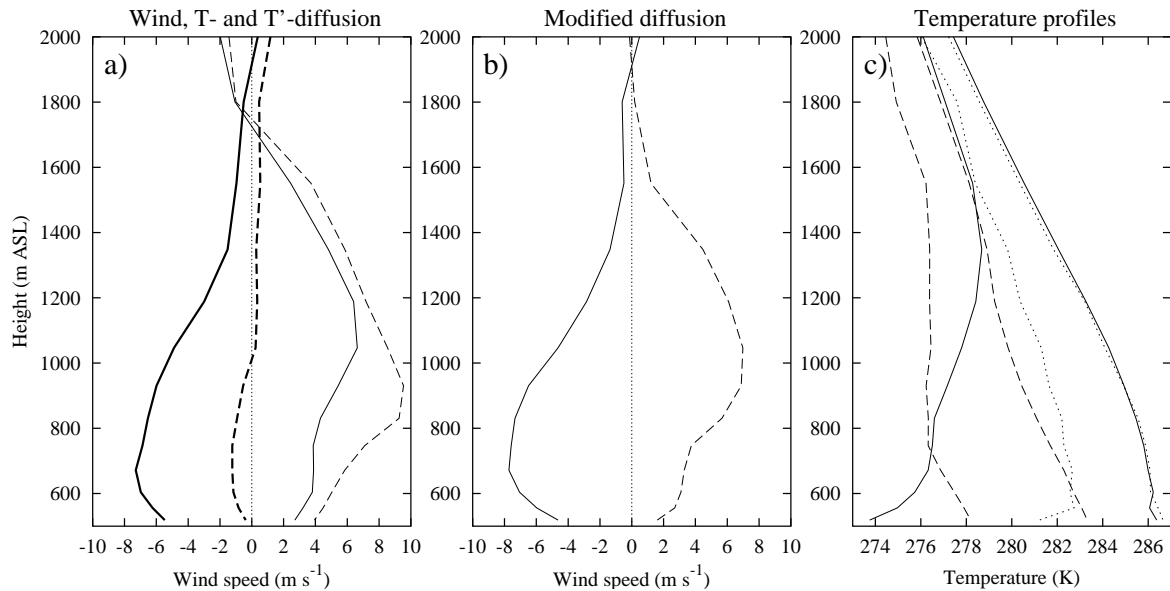 Wind, T- and T’-diffusion
Modified diffusion
Temperature profiles
a)
b)
c)
2000
1800
1600
1400
1200
1000
800
600
2000
1800
1600
1400
1200
1000
800
600
2000
1800
1600
1400
1200
1000
800
600
Height (m ASL)
-10 -8 -6 -4 -2 0 2 4 6 8 10
-10 -8 -6 -4 -2 0 2 4 6 8 10
274 276 278 280 282 284 286
Wind speed (m s⁻¹)
Wind speed (m s⁻¹)
Temperature (K)